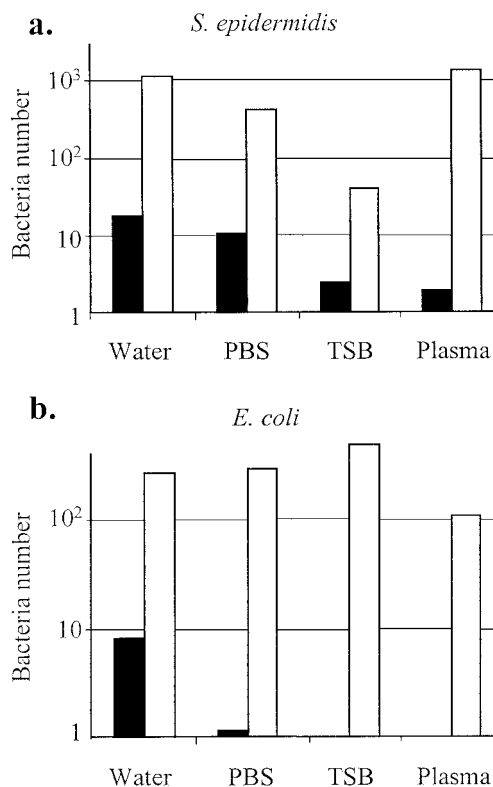 a.
S. epidermidis
Bacteria number
10³
10²
10
1
Water PBS TSB Plasma
b.
E. coli
Bacteria number
10²
10
1
Water PBS TSB Plasma